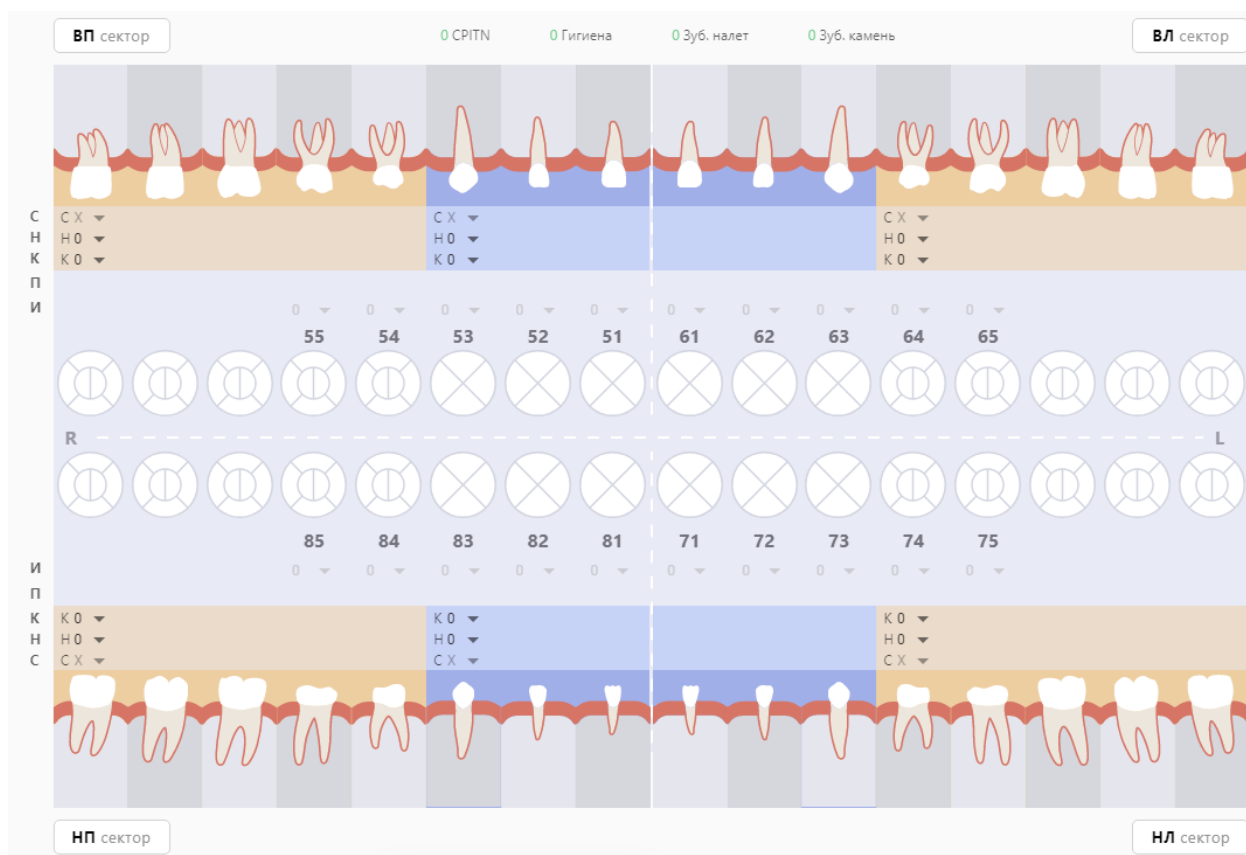 ВП сектор 0 CPITN 0 Гигиена 0 Зуб. налет 0 Зуб. камень ВЛ сектор
С С X С X С X
Н Н 0 Н 0 Н 0
К К 0 К 0 К 0
П
И 0 0 0 0 0 0 0 0 0 0
55 54 53 52 51 61 62 63 64 65
R L
85 84 83 82 81 71 72 73 74 75
И 0 0 0 0 0 0 0 0 0 0
П
К К 0 К 0 К 0
Н Н 0 Н 0 Н 0
С С X С X С X
НП сектор НЛ сектор